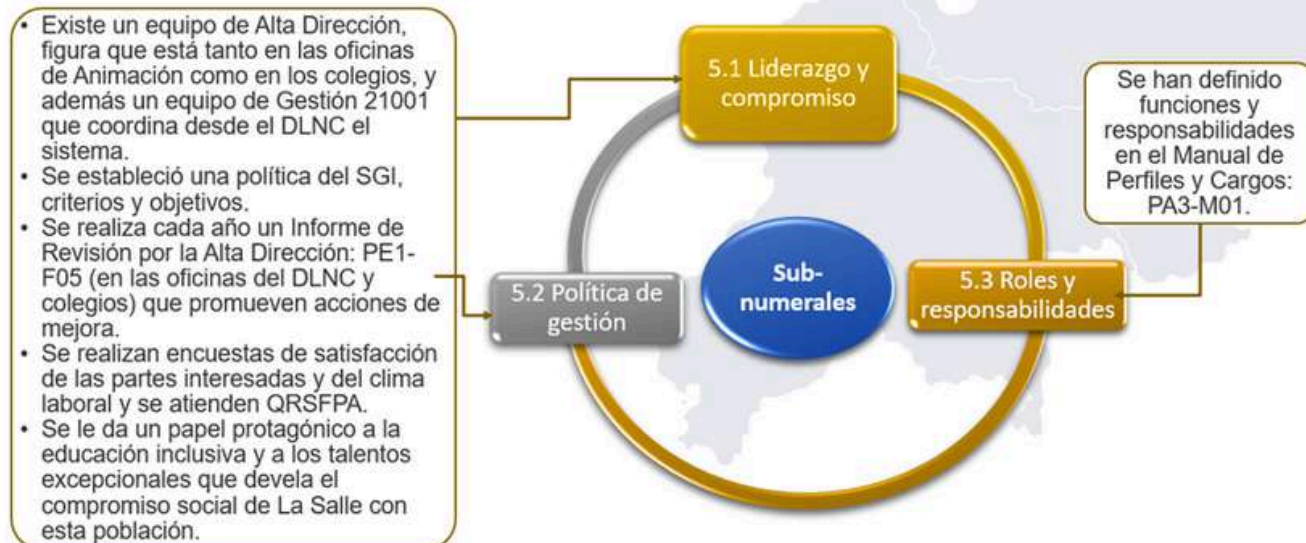 • Existe un equipo de Alta Dirección,
figura que está tanto en las oficinas
de Animación como en los colegios, y
además un equipo de Gestión 21001
que coordina desde el DLNC el
sistema.
• Se estableció una política del SGI,
criterios y objetivos.
• Se realiza cada año un Informe de
Revisión por la Alta Dirección: PE1-
F05 (en las oficinas del DLNC y
colegios) que promueven acciones de
mejora.
• Se realizan encuestas de satisfacción
de las partes interesadas y del clima
laboral y se atienden QRSFPA.
• Se le da un papel protagónico a la
educación inclusiva y a los talentos
excepcionales que devela el
compromiso social de La Salle con
esta población.
5.1 Liderazgo y
compromiso
5.2 Política de
gestión
Sub-
numerales
5.3 Roles y
responsabilidades
Se han definido
funciones y
responsabilidades
en el Manual de
Perfiles y Cargos:
PA3-M01.